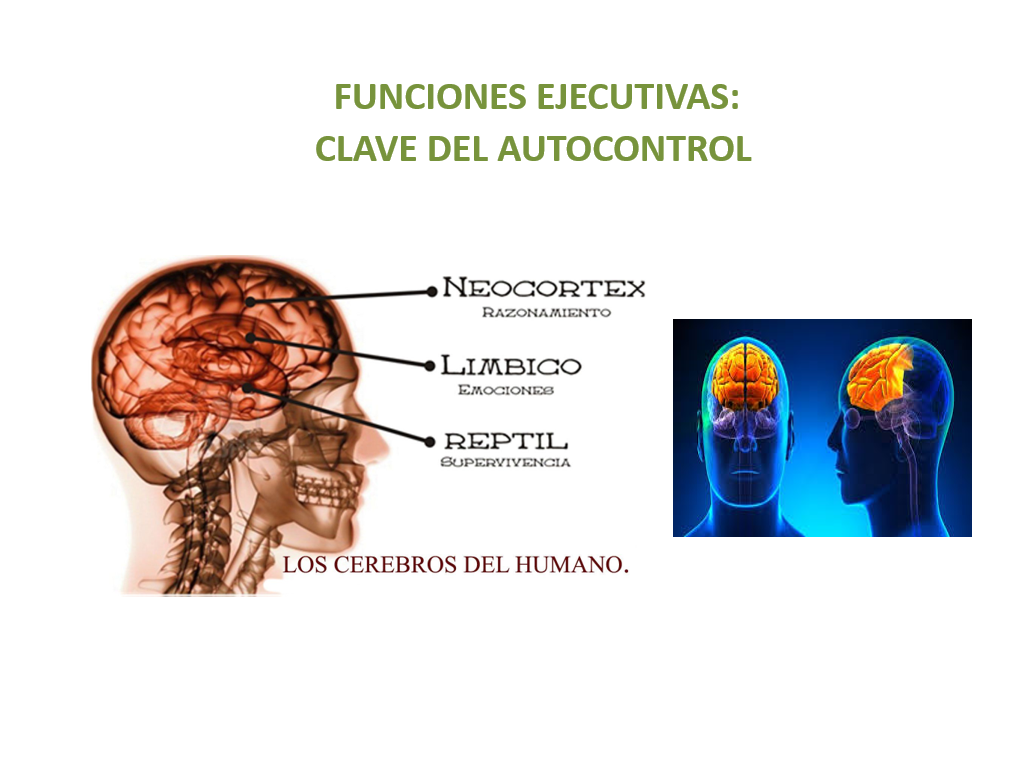 FUNCIONES EJECUTIVAS:
CLAVE DEL AUTOCONTROL
NEOCORTEX
RAZONAMIENTO
LIMBICO
EMOCIONES
REPTIL
SUPERVIVENCIA
LOS CEREBROS DEL HUMANO.